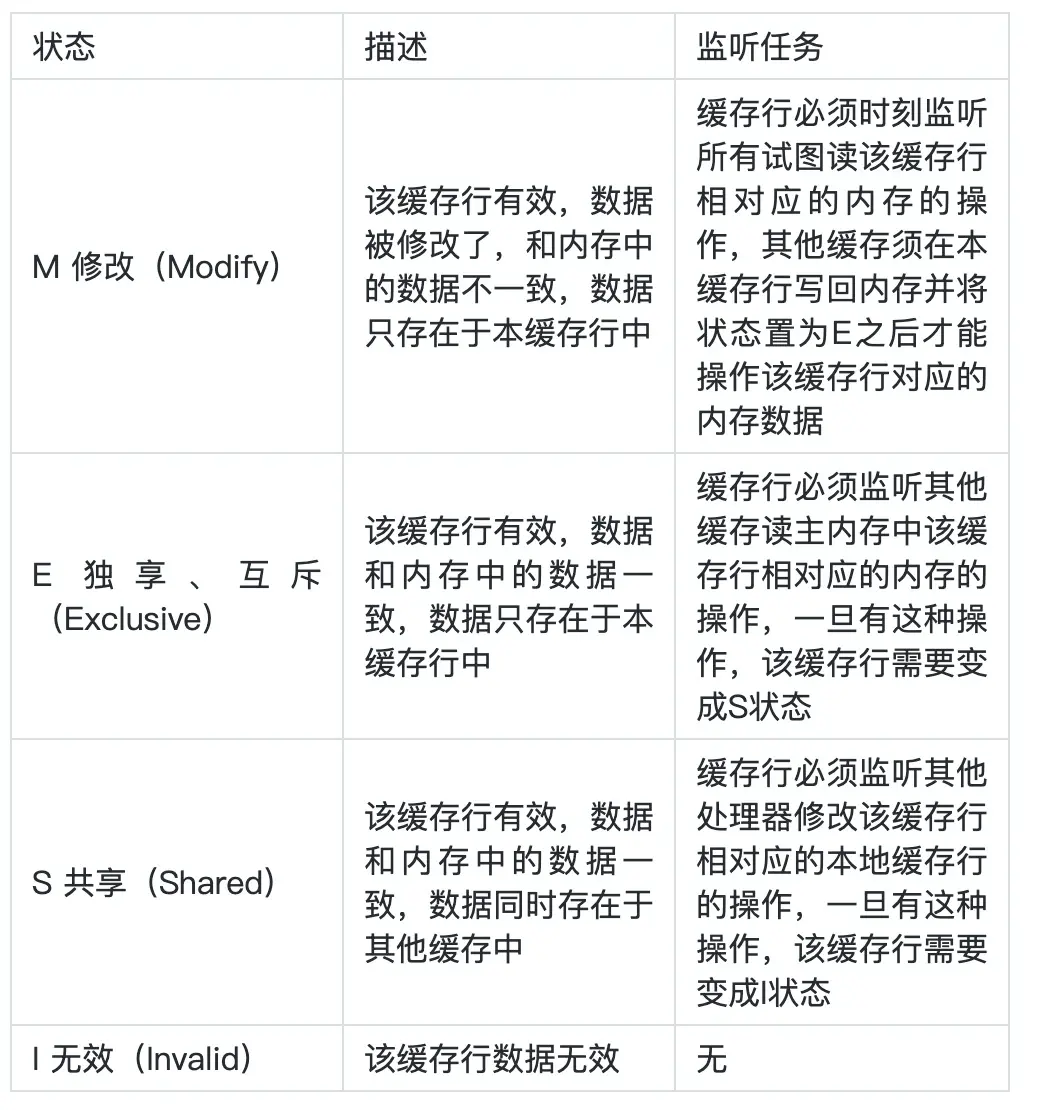 状态
描述
监听任务
M 修改（Modify）
该缓存行有效，数据
被修改了，和内存中
的数据不一致，数据
只存在于本缓存行中
缓存行必须时刻监听
所有试图读该缓存行
相对应的内存的操
作，其他缓存须在本
缓存行写回内存并将
状态置为E之后才能
操作该缓存行对应的
内存数据
E 独享、互斥
（Exclusive）
该缓存行有效，数据
和内存中的数据一
致，数据只存在于本
缓存行中
缓存行必须监听其他
缓存读主内存中该缓
存行相对应的内存的
操作，一旦有这种操
作，该缓存行需要变
成S状态
S 共享（Shared）
该缓存行有效，数据
和内存中的数据一
致，数据同时存在于
其他缓存中
缓存行必须监听其他
处理器修改该缓存行
相对应的本地缓存行
的操作，一旦有这种
操作，该缓存行需要
变成I状态
I 无效（Invalid）
该缓存行数据无效
无